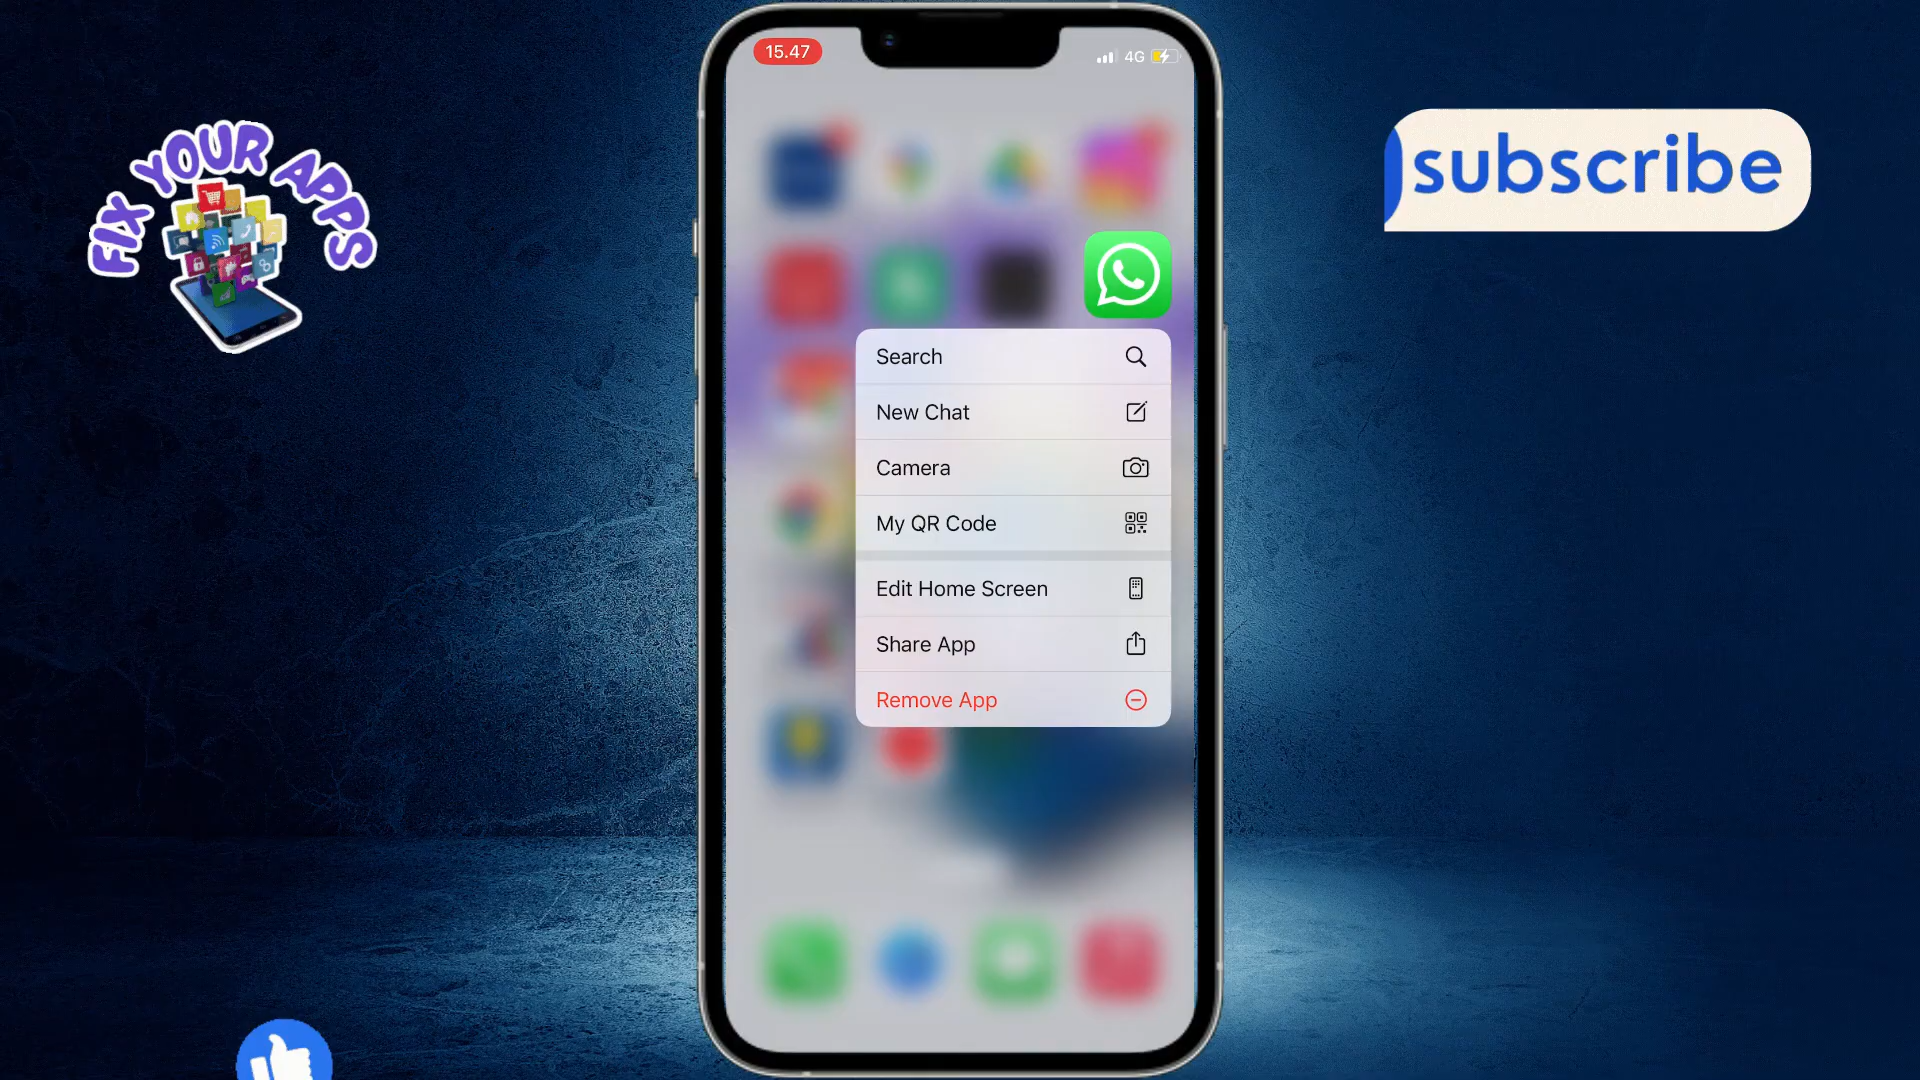 15.47
4G
FIX YOUR APPS
subscribe
Search
New Chat
Camera
My QR Code
Edit Home Screen
Share App
Remove App